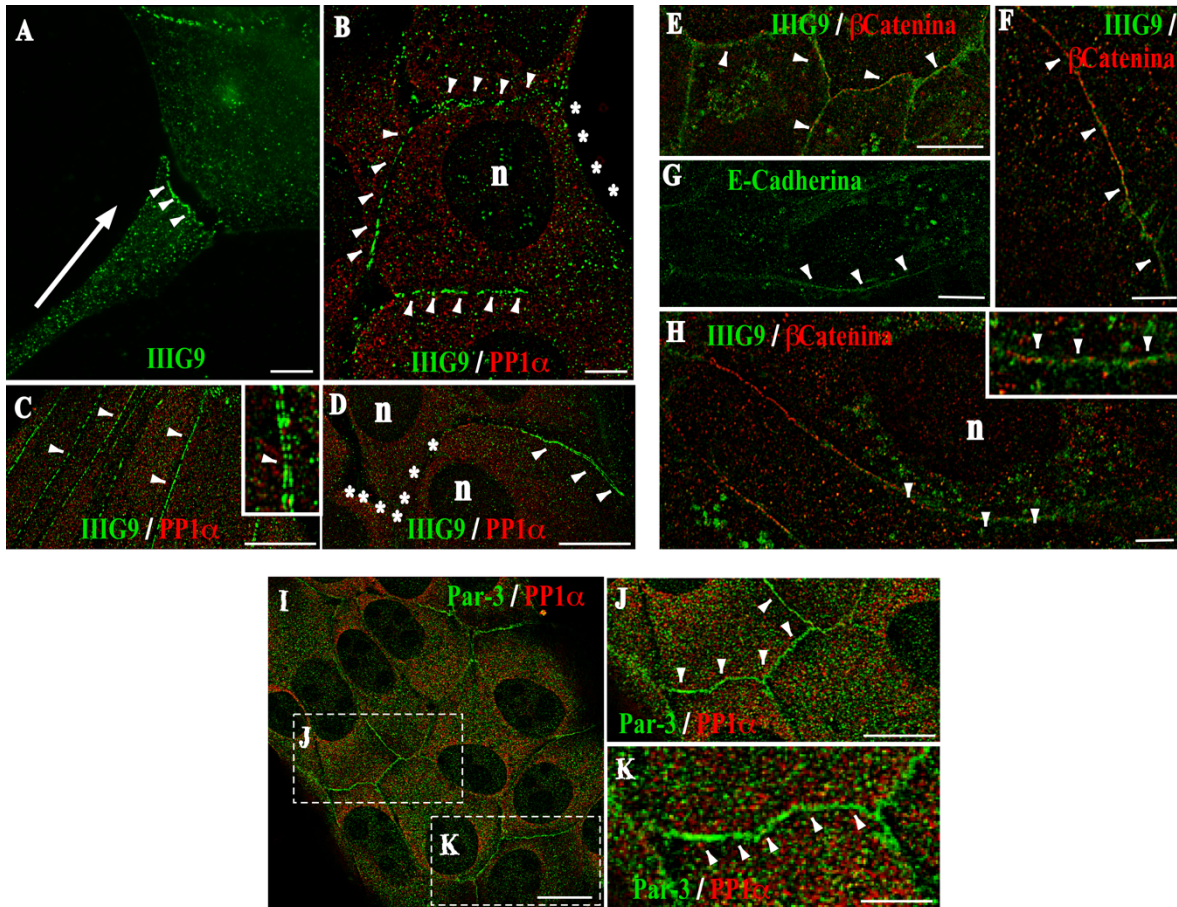 A
IIIG9
B
n
* * * *
IIIG9 / PP1α
C
IIIG9 / PP1α
D
n
n
* * * * * * * *
IIIG9 / PP1α
E
IIIG9 / βCatenina
F
IIIG9 /
βCatenina
G
E-Cadherina
H
IIIG9 / βCatenina
n
I
Par-3 / PP1α
J
K
J
Par-3 / PP1α
K
Par-3 / PP1α